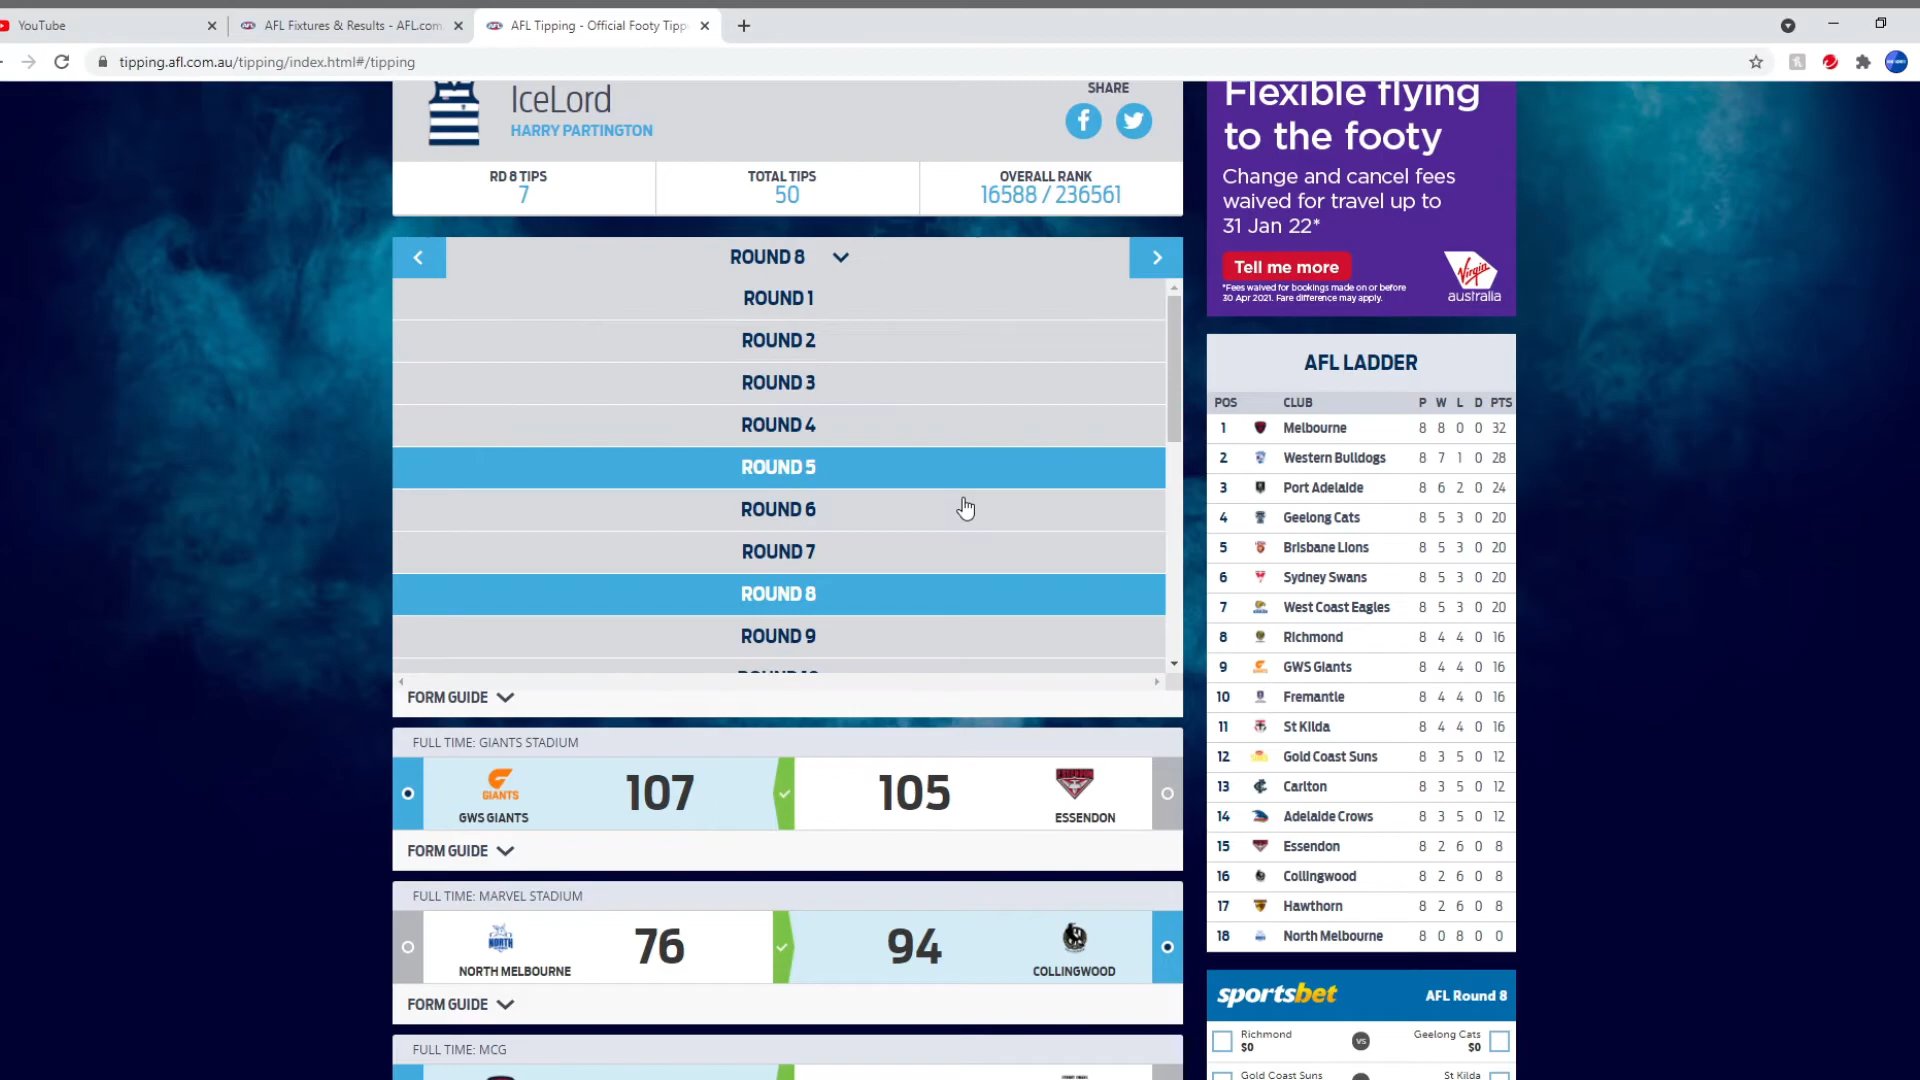 YouTube
AFL Fixtures & Results - AFL.com
AFL Tipping - Official Footy Tipp
tipping.afl.com.au/tipping/index.html#/tipping
IceLord
HARRY PARTINGTON
SHARE
RD 8 TIPS
7
TOTAL TIPS
50
OVERALL RANK
16588 / 236561
ROUND 8
ROUND 1
ROUND 2
ROUND 3
ROUND 4
ROUND 5
ROUND 6
ROUND 7
ROUND 8
ROUND 9
FORM GUIDE
FULL TIME: GIANTS STADIUM
GIANTS
GWS GIANTS
107
105
ESSENDON
FORM GUIDE
FULL TIME: MARVEL STADIUM
NORTH
NORTH MELBOURNE
76
94
COLLINGWOOD
FORM GUIDE
FULL TIME: MCG
Flexible flying
to the footy
Change and cancel fees
waived for travel up to
31 Jan 22*
Tell me more
*Fees waived for bookings made on or before
30 Apr 2021. Fare difference may apply.
Virgin
australia
AFL LADDER
POS CLUB P W L D PTS
1 Melbourne 8 8 0 0 32
2 Western Bulldogs 8 7 1 0 28
3 Port Adelaide 8 6 2 0 24
4 Geelong Cats 8 5 3 0 20
5 Brisbane Lions 8 5 3 0 20
6 Sydney Swans 8 5 3 0 20
7 West Coast Eagles 8 5 3 0 20
8 Richmond 8 4 4 0 16
9 GWS Giants 8 4 4 0 16
10 Fremantle 8 4 4 0 16
11 St Kilda 8 4 4 0 16
12 Gold Coast Suns 8 3 5 0 12
13 Carlton 8 3 5 0 12
14 Adelaide Crows 8 3 5 0 12
15 Essendon 8 2 6 0 8
16 Collingwood 8 2 6 0 8
17 Hawthorn 8 2 6 0 8
18 North Melbourne 8 0 8 0 0
sportsbet AFL Round 8
Richmond
$0
VS
Geelong Cats
$0
Gold Coast Suns
St Kilda